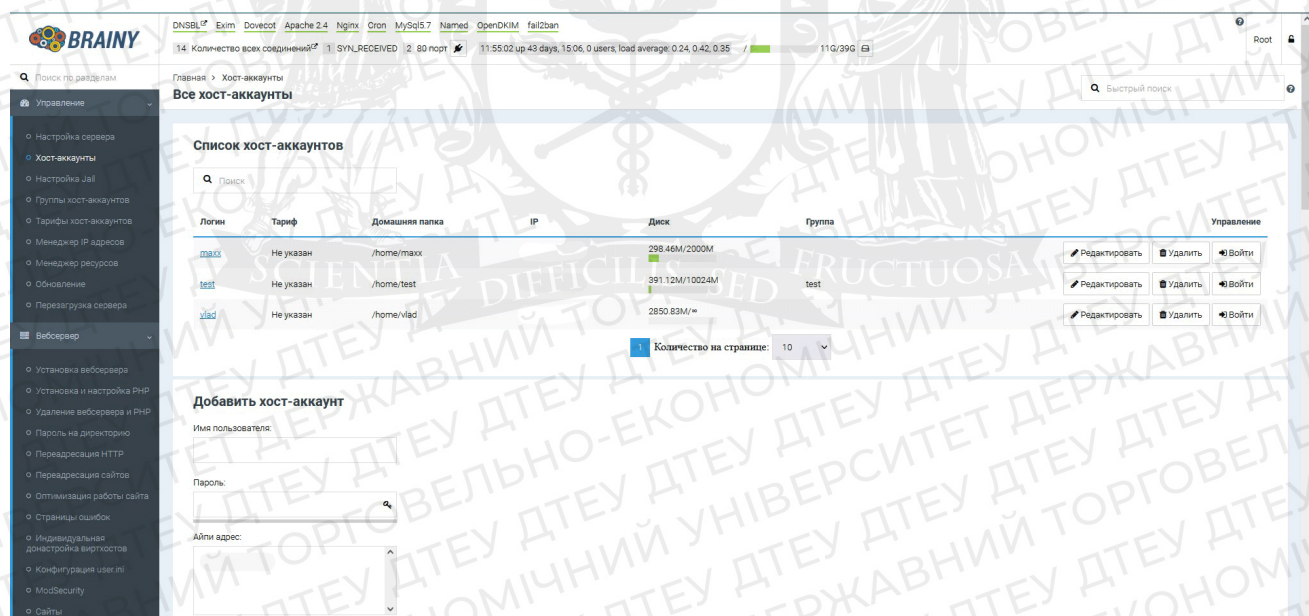 BRAINY
DNSBL Exim Dovecot Apache 2.4 Nginx Cron MySql5.7 Named OpenDKIM fail2ban
14 Количество всех соединений 1 SYN_RECEIVED 2 80 порт 11:55:02 up 43 days, 15:06, 0 users, load average: 0.24, 0.42, 0.35 / 11G/39G
Root
Поиск по разделам
Главная > Хост-аккаунты
Все хост-аккаунты
Быстрый поиск
Управление
Настройка сервера
Хост-аккаунты
Настройка Jail
Группы хост-аккаунтов
Тарифы хост-аккаунтов
Менеджер IP адресов
Менеджер ресурсов
Обновление
Перезагрузка сервера
Вебсервер
Установка вебсервера
Установка и настройка PHP
Удаление вебсервера и PHP
Пароль на директорию
Переадресация HTTP
Переадресация сайтов
Оптимизация работы сайта
Страницы ошибок
Индивидуальная
донастройка виртхостов
Конфигурация user.ini
ModSecurity
Сайты
Список хост-аккаунтов
Поиск
Логин Тариф Домашняя папка IP Диск Группа Управление
maxx Не указан /home/maxx 298.46M/2000M Редактировать Удалить Войти
test Не указан /home/test 391.12M/10024M test Редактировать Удалить Войти
vlad Не указан /home/vlad 2850.83M/∞ Редактировать Удалить Войти
1 Количество на странице: 10
Добавить хост-аккаунт
Имя пользователя:
Пароль:
Айпи адрес:
SCIENTIA DIFFICILIS SED FRUCTUOSA